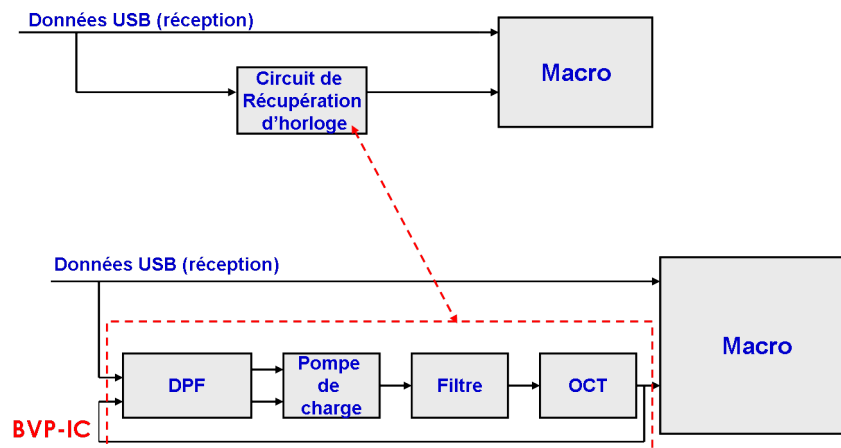 Données USB (réception)
Circuit de
Récupération
d'horloge
Macro
Données USB (réception)
DPF
Pompe
de
charge
Filtre
OCT
Macro
BVP-IC